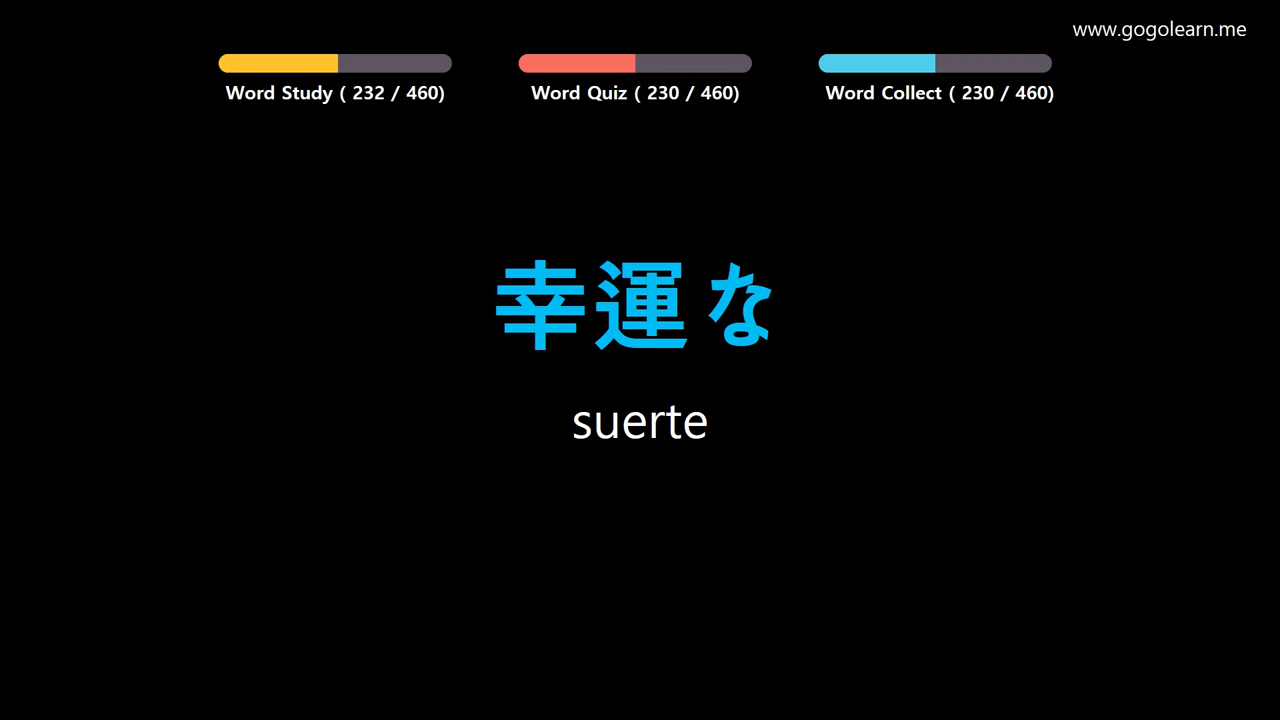 www.gogolearn.me
Word Study ( 232 / 460)
Word Quiz ( 230 / 460)
Word Collect ( 230 / 460)
幸運な
suerte